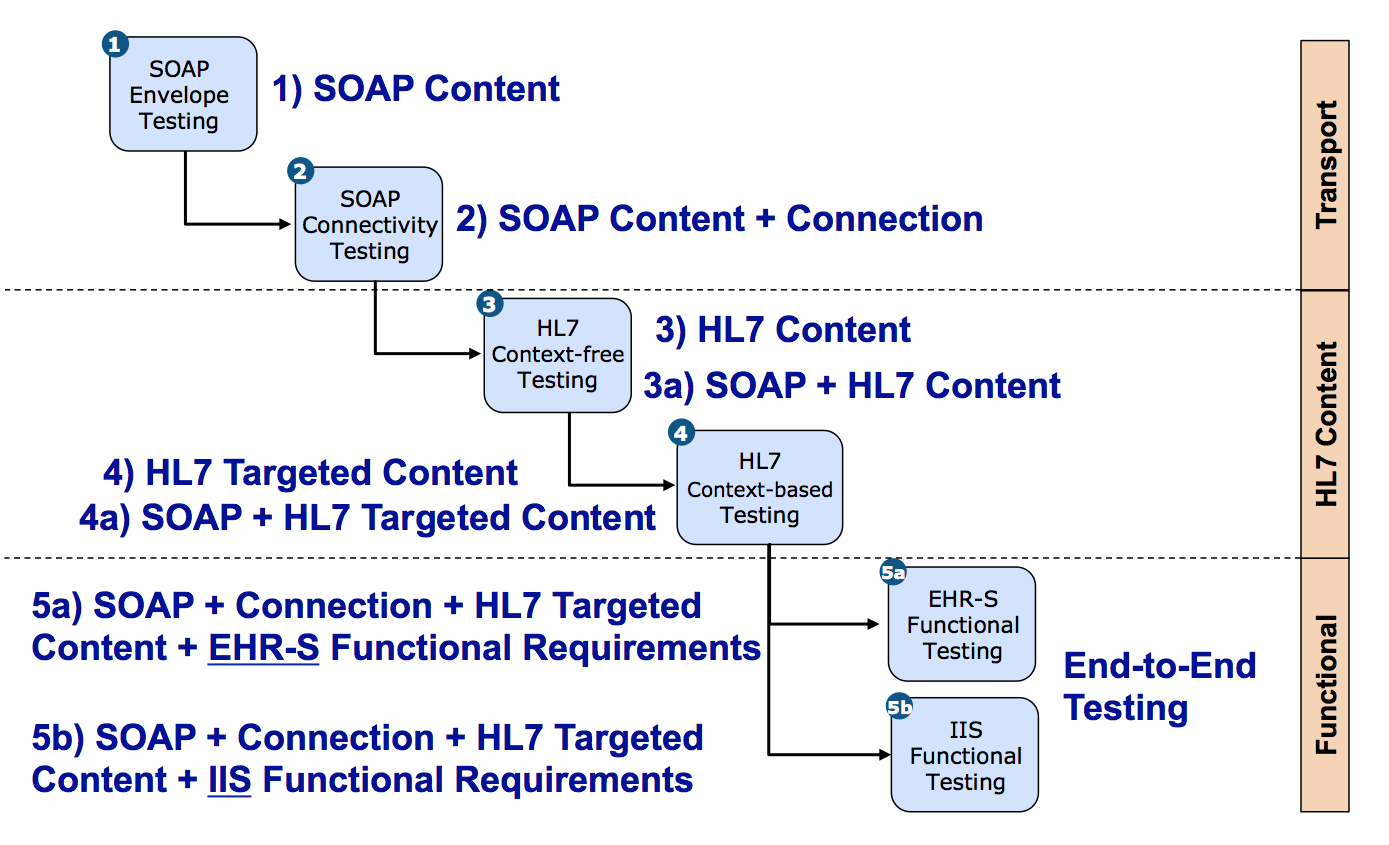 1
SOAP
Envelope
Testing
1) SOAP Content
2
SOAP
Connectivity
Testing
2) SOAP Content + Connection
Transport
3
HL7
Context-free
Testing
3) HL7 Content
3a) SOAP + HL7 Content
4
HL7
Context-based
Testing
4) HL7 Targeted Content
4a) SOAP + HL7 Targeted Content
HL7 Content
5a) SOAP + Connection + HL7 Targeted
Content + EHR-S Functional Requirements
5a
EHR-S
Functional
Testing
5b) SOAP + Connection + HL7 Targeted
Content + IIS Functional Requirements
5b
IIS
Functional
Testing
End-to-End
Testing
Functional